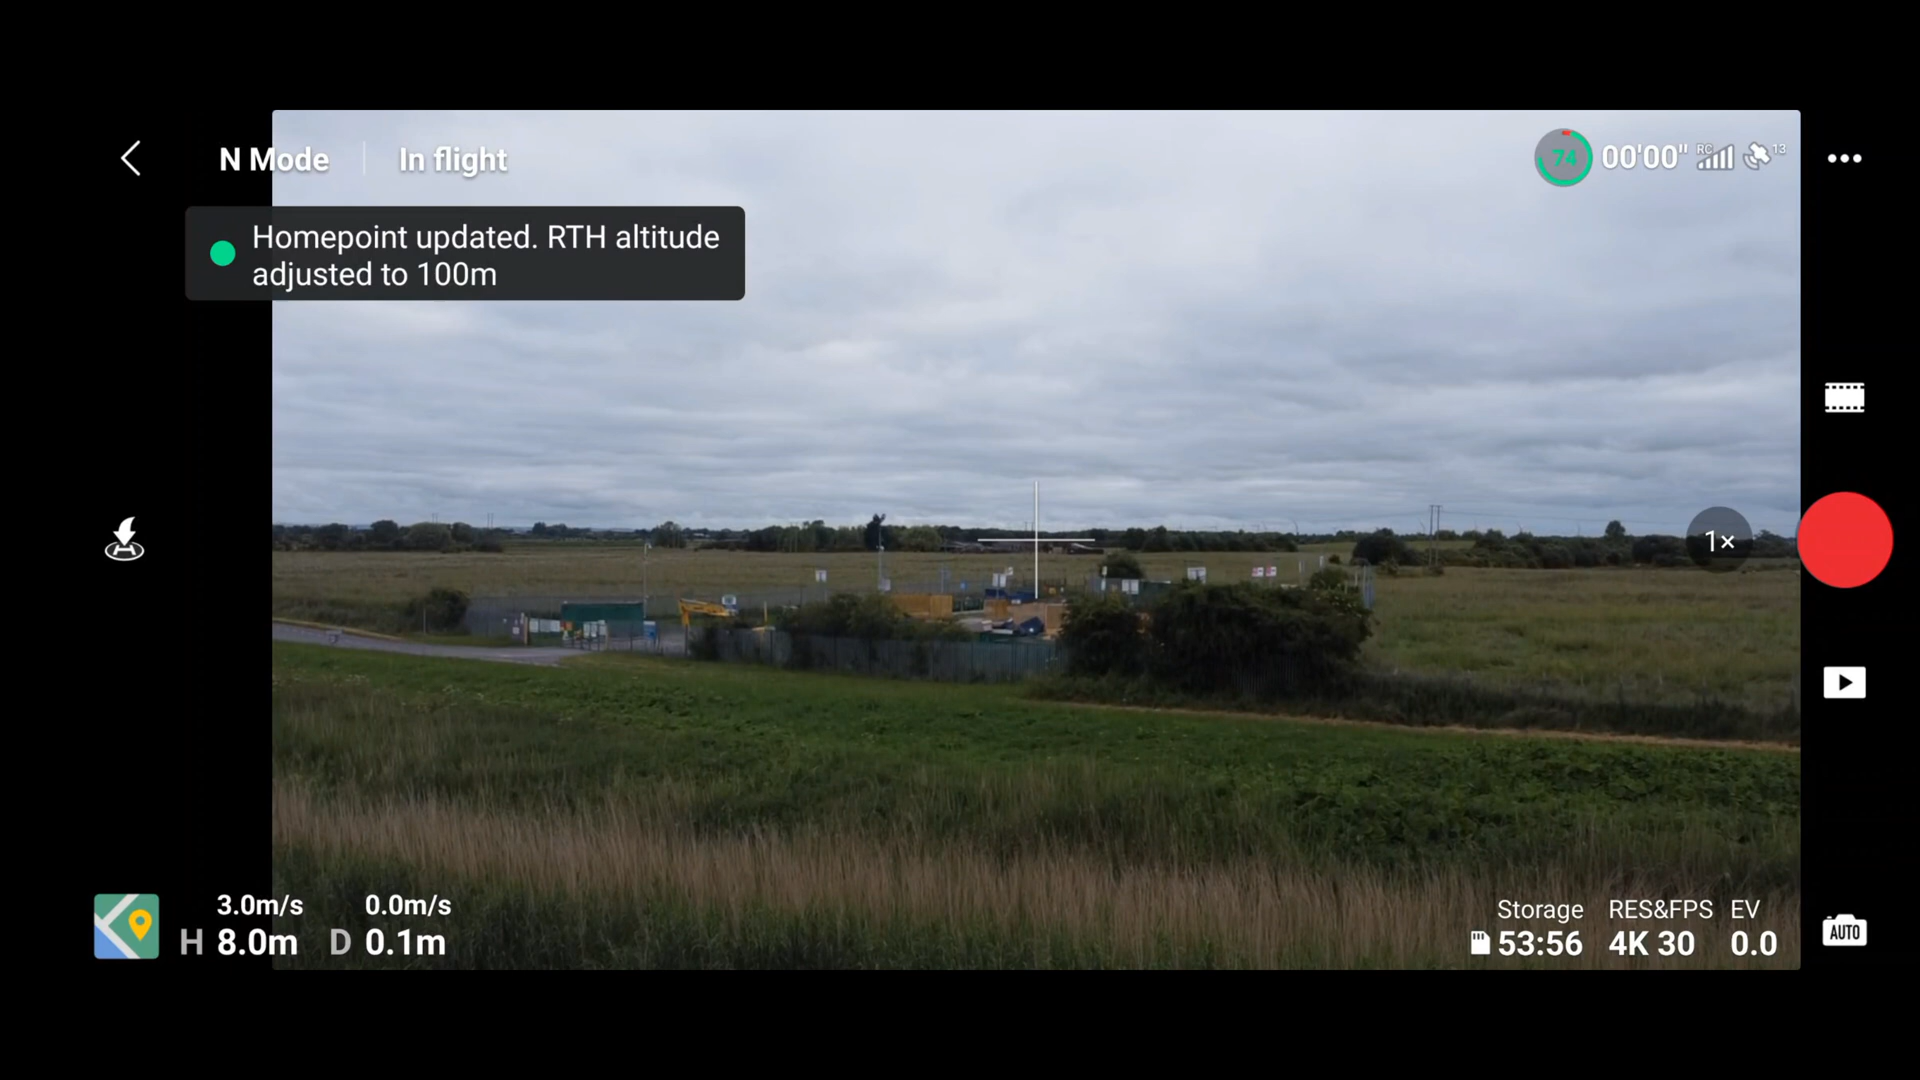 N Mode
In flight
74
00'00"
RC
13
Homepoint updated. RTH altitude
adjusted to 100m
1×
3.0m/s
0.0m/s
H 8.0m
D 0.1m
Storage
RES&FPS
EV
53:56
4K 30
0.0
AUTO